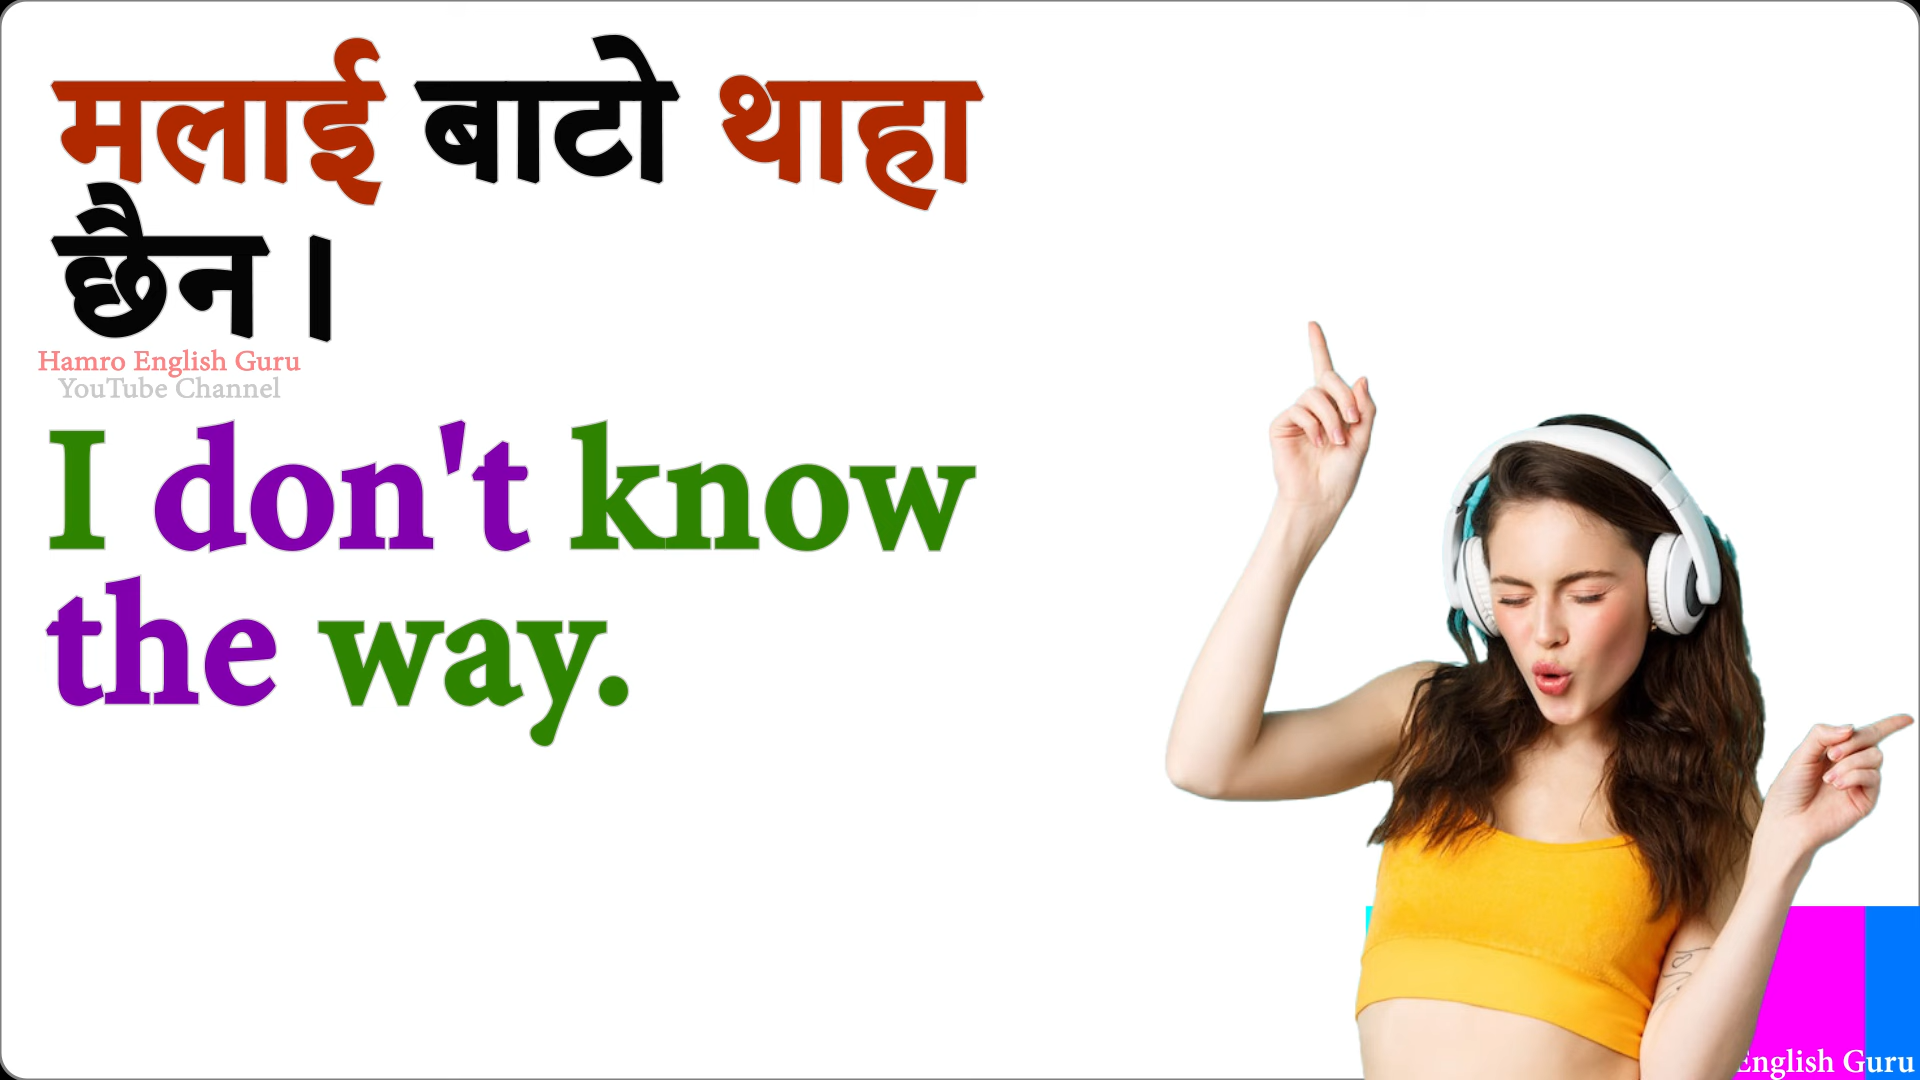 मलाई बाटो थाहा
छैन ।
Hamro English Guru
YouTube Channel
I don't know
the way.
English Guru